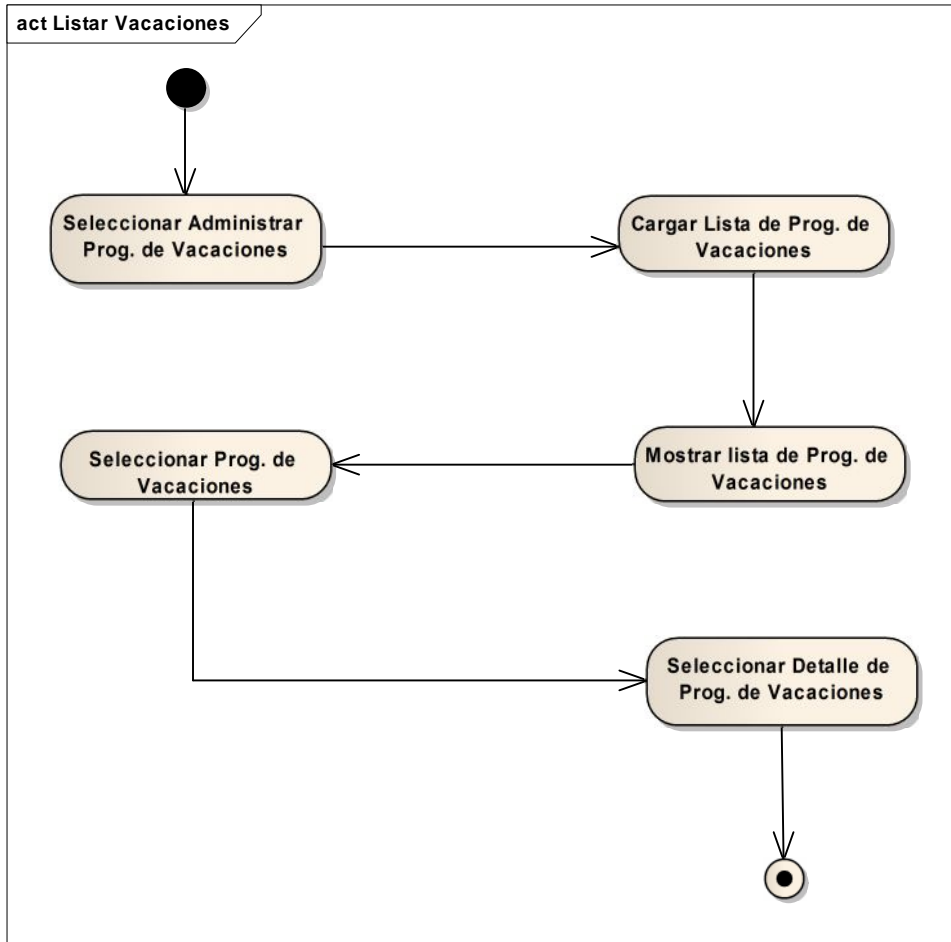 act Listar Vacaciones
Seleccionar Administrar
Prog. de Vacaciones
Cargar Lista de Prog. de
Vacaciones
Mostrar lista de Prog. de
Vacaciones
Seleccionar Prog. de
Vacaciones
Seleccionar Detalle de
Prog. de Vacaciones